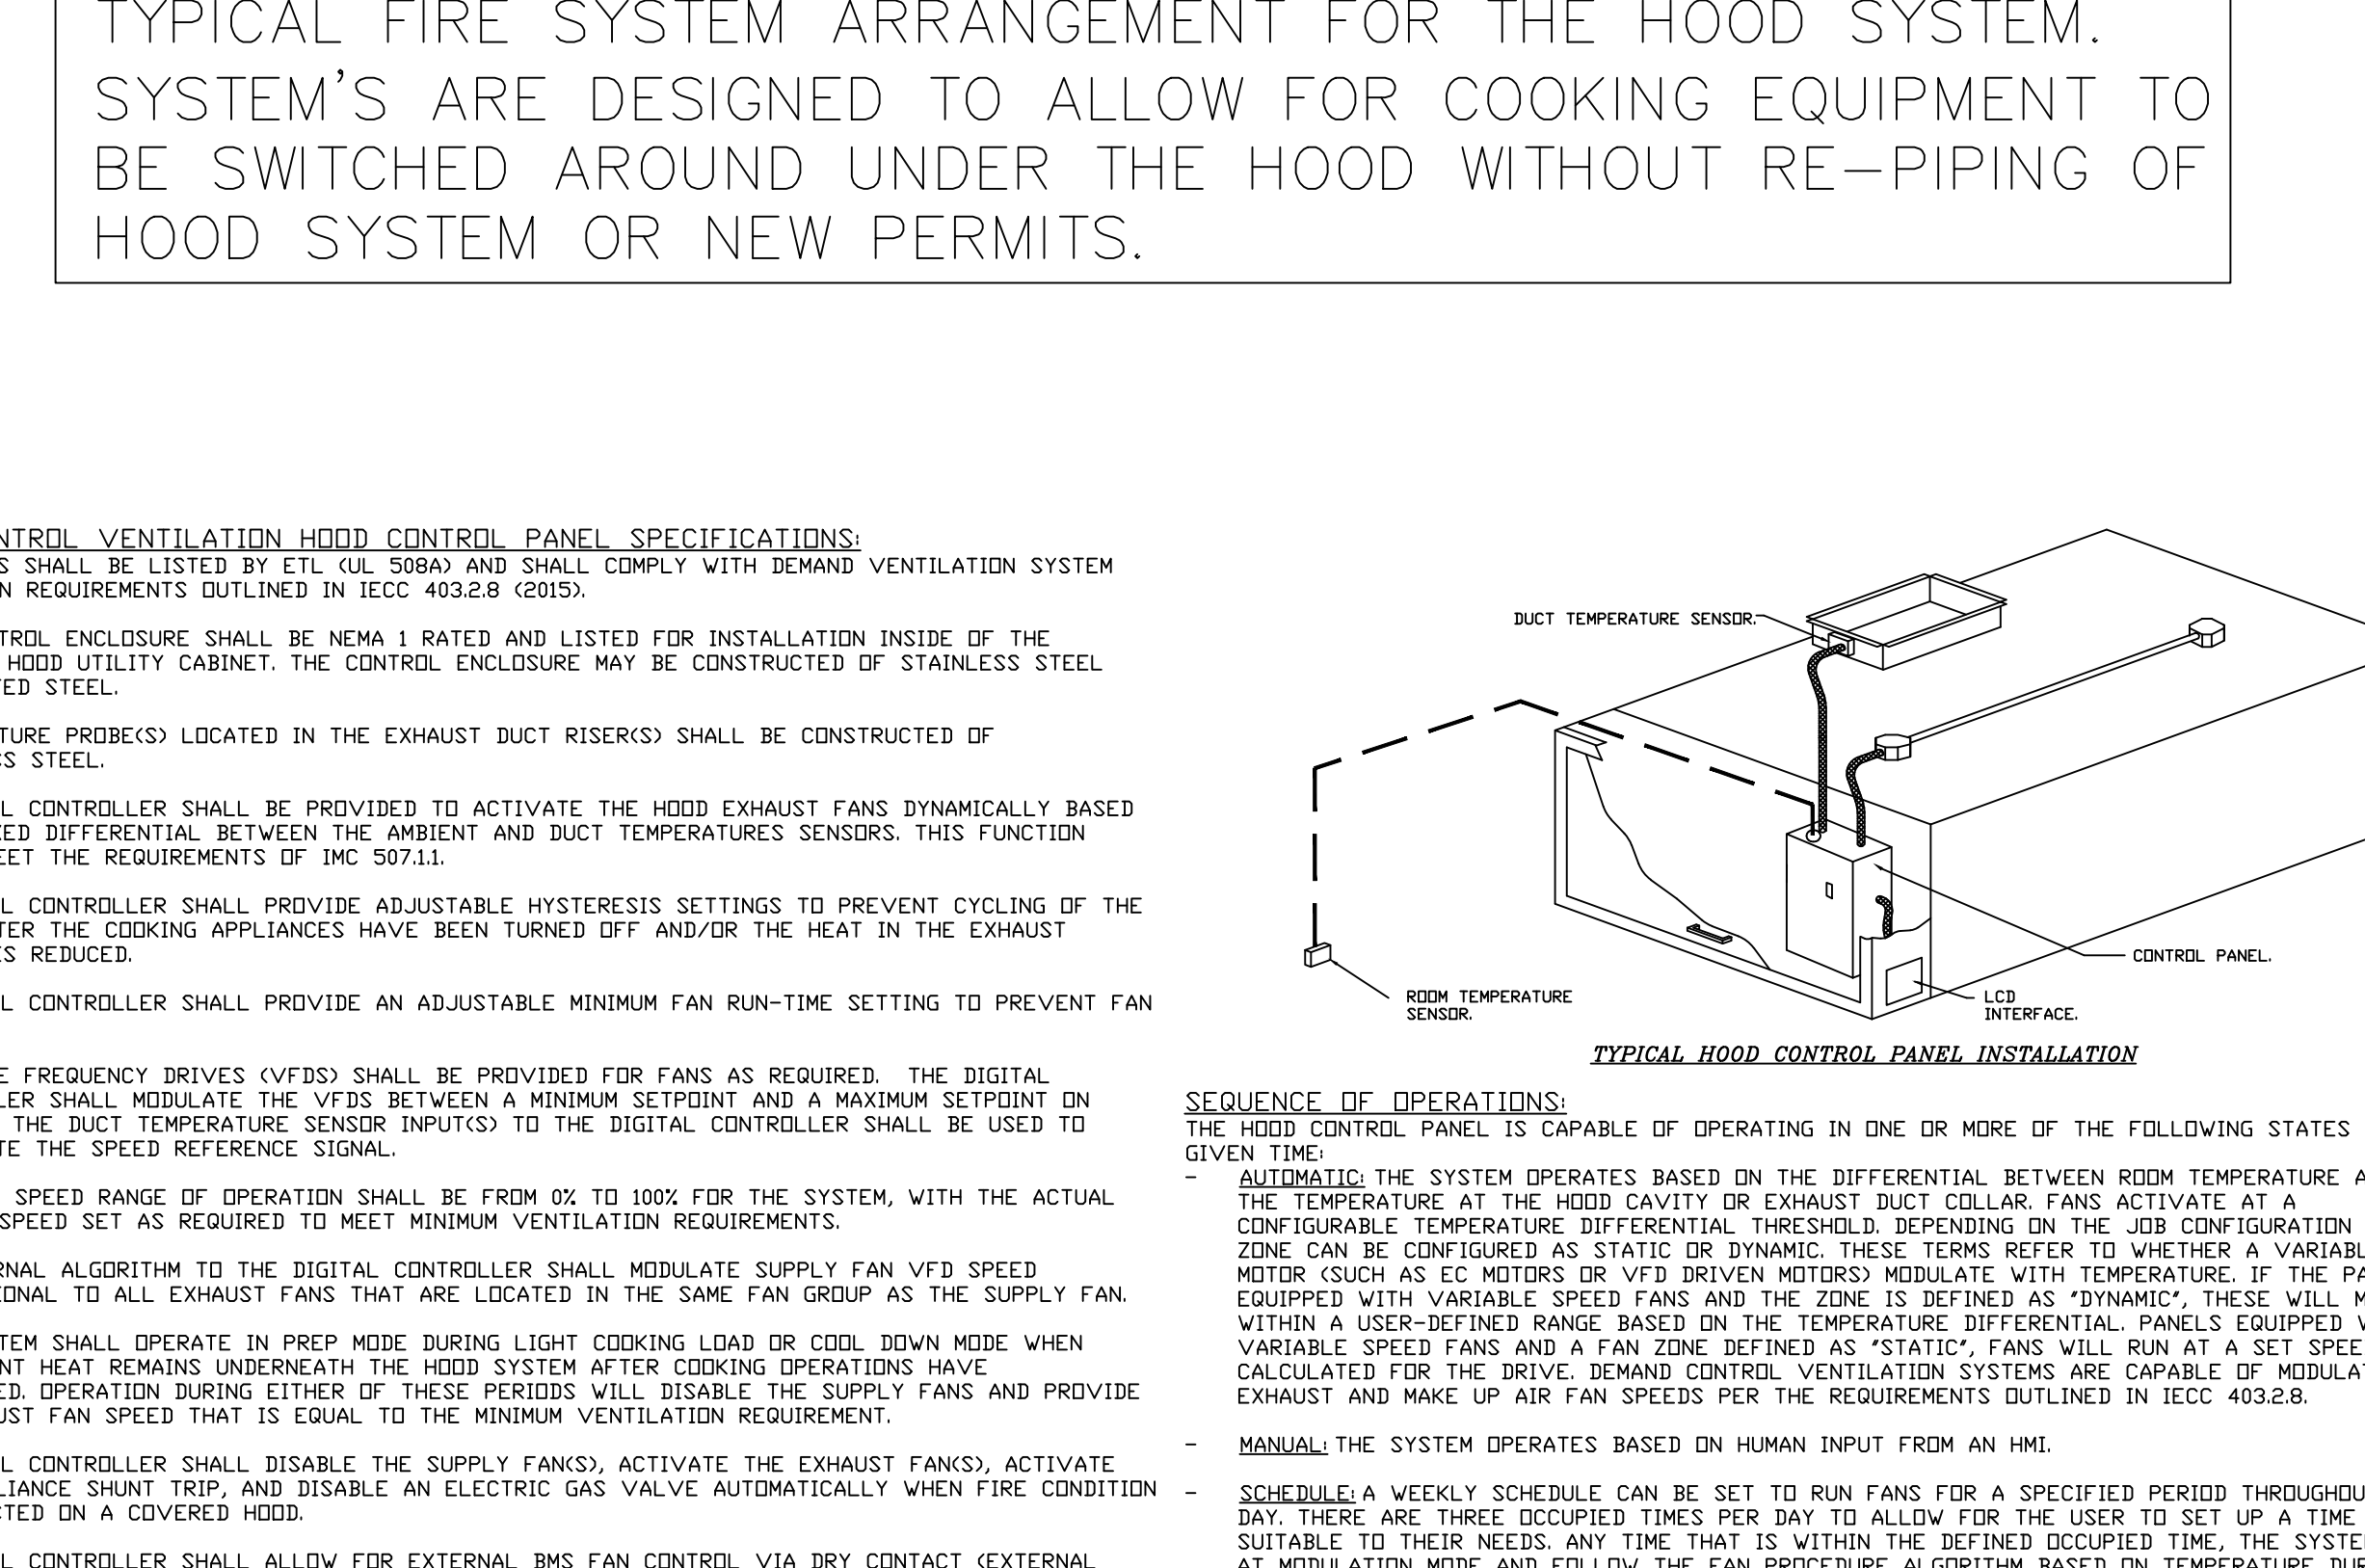 TYPICAL FIRE SYSTEM ARRANGEMENT FOR THE HOOD SYSTEM.
SYSTEM'S ARE DESIGNED TO ALLOW FOR COOKING EQUIPMENT TO
BE SWITCHED AROUND UNDER THE HOOD WITHOUT RE-PIPING OF
HOOD SYSTEM OR NEW PERMITS.
VENTILATION HOOD CONTROL PANEL SPECIFICATIONS:
SHALL BE LISTED BY ETL (UL 508A) AND SHALL COMPLY WITH DEMAND VENTILATION SYSTEM
REQUIREMENTS OUTLINED IN IECC 403.2.8 (2015).
ENCLOSURE SHALL BE NEMA 1 RATED AND LISTED FOR INSTALLATION INSIDE OF THE
HOOD UTILITY CABINET. THE CONTROL ENCLOSURE MAY BE CONSTRUCTED OF STAINLESS STEEL
STEEL.
PROBE(S) LOCATED IN THE EXHAUST DUCT RISER(S) SHALL BE CONSTRUCTED OF
STEEL.
CONTROLLER SHALL BE PROVIDED TO ACTIVATE THE HOOD EXHAUST FANS DYNAMICALLY BASED
DIFFERENTIAL BETWEEN THE AMBIENT AND DUCT TEMPERATURES SENSORS. THIS FUNCTION
THE REQUIREMENTS OF IMC 507.1.1.
CONTROLLER SHALL PROVIDE ADJUSTABLE HYSTERESIS SETTINGS TO PREVENT CYCLING OF THE
THE COOKING APPLIANCES HAVE BEEN TURNED OFF AND/OR THE HEAT IN THE EXHAUST
REDUCED.
CONTROLLER SHALL PROVIDE AN ADJUSTABLE MINIMUM FAN RUN-TIME SETTING TO PREVENT FAN
FREQUENCY DRIVES (VFDS) SHALL BE PROVIDED FOR FANS AS REQUIRED. THE DIGITAL
SHALL MODULATE THE VFDS BETWEEN A MINIMUM SETPOINT AND A MAXIMUM SETPOINT ON
THE DUCT TEMPERATURE SENSOR INPUT(S) TO THE DIGITAL CONTROLLER SHALL BE USED TO
THE SPEED REFERENCE SIGNAL.
SPEED RANGE OF OPERATION SHALL BE FROM 0% TO 100% FOR THE SYSTEM, WITH THE ACTUAL
SPEED SET AS REQUIRED TO MEET MINIMUM VENTILATION REQUIREMENTS.
ALGORITHM TO THE DIGITAL CONTROLLER SHALL MODULATE SUPPLY FAN VFD SPEED
TO ALL EXHAUST FANS THAT ARE LOCATED IN THE SAME FAN GROUP AS THE SUPPLY FAN.
SHALL OPERATE IN PREP MODE DURING LIGHT COOKING LOAD OR COOL DOWN MODE WHEN
HEAT REMAINS UNDERNEATH THE HOOD SYSTEM AFTER COOKING OPERATIONS HAVE
OPERATION DURING EITHER OF THESE PERIODS WILL DISABLE THE SUPPLY FANS AND PROVIDE
FAN SPEED THAT IS EQUAL TO THE MINIMUM VENTILATION REQUIREMENT.
CONTROLLER SHALL DISABLE THE SUPPLY FAN(S), ACTIVATE THE EXHAUST FAN(S), ACTIVATE
SHUNT TRIP, AND DISABLE AN ELECTRIC GAS VALVE AUTOMATICALLY WHEN FIRE CONDITION
ON A COVERED HOOD.
CONTROLLER SHALL ALLOW FOR EXTERNAL BMS FAN CONTROL VIA DRY CONTACT (EXTERNAL
DUCT TEMPERATURE SENSOR.
CONTROL PANEL.
ROOM TEMPERATURE
SENSOR.
LCD
INTERFACE.
TYPICAL HOOD CONTROL PANEL INSTALLATION
SEQUENCE OF OPERATIONS:
THE HOOD CONTROL PANEL IS CAPABLE OF OPERATING IN ONE OR MORE OF THE FOLLOWING STATES
GIVEN TIME:
- AUTOMATIC: THE SYSTEM OPERATES BASED ON THE DIFFERENTIAL BETWEEN ROOM TEMPERATURE
THE TEMPERATURE AT THE HOOD CAVITY OR EXHAUST DUCT COLLAR. FANS ACTIVATE AT A
CONFIGURABLE TEMPERATURE DIFFERENTIAL THRESHOLD. DEPENDING ON THE JOB CONFIGURATION
ZONE CAN BE CONFIGURED AS STATIC OR DYNAMIC. THESE TERMS REFER TO WHETHER A
MOTOR (SUCH AS EC MOTORS OR VFD DRIVEN MOTORS) MODULATE WITH TEMPERATURE. IF THE
EQUIPPED WITH VARIABLE SPEED FANS AND THE ZONE IS DEFINED AS "DYNAMIC", THESE WILL
WITHIN A USER-DEFINED RANGE BASED ON THE TEMPERATURE DIFFERENTIAL. PANELS EQUIPPED
VARIABLE SPEED FANS AND A FAN ZONE DEFINED AS "STATIC", FANS WILL RUN AT A SET
CALCULATED FOR THE DRIVE. DEMAND CONTROL VENTILATION SYSTEMS ARE CAPABLE OF
EXHAUST AND MAKE UP AIR FAN SPEEDS PER THE REQUIREMENTS OUTLINED IN IECC 403.2.8.
- MANUAL: THE SYSTEM OPERATES BASED ON HUMAN INPUT FROM AN HMI.
- SCHEDULE: A WEEKLY SCHEDULE CAN BE SET TO RUN FANS FOR A SPECIFIED PERIOD
DAY. THERE ARE THREE OCCUPIED TIMES PER DAY TO ALLOW FOR THE USER TO SET UP A TIME
SUITABLE TO THEIR NEEDS. ANY TIME THAT IS WITHIN THE DEFINED OCCUPIED TIME, THE
AT MODULATION MODE AND FOLLOW THE FAN PROCEDURE ALGORITHM BASED ON TEMPERATURE